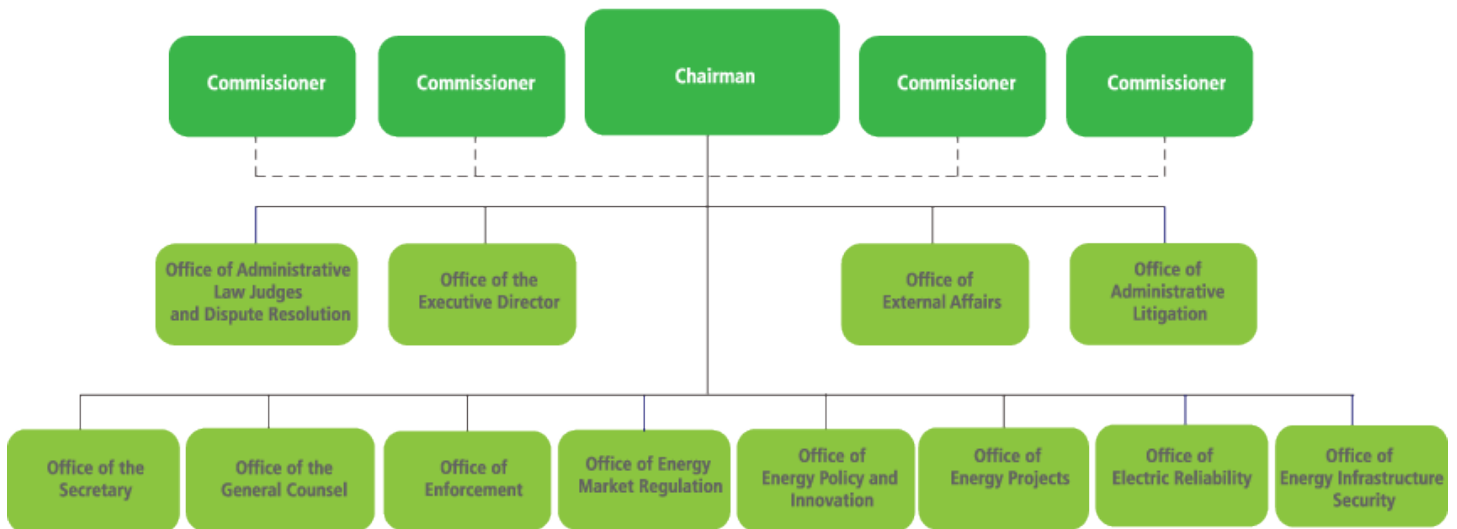 Commissioner
Commissioner
Chairman
Commissioner
Commissioner
Office of Administrative
Law Judges
and Dispute Resolution
Office of the
Executive Director
Office of
External Affairs
Office of
Administrative
Litigation
Office of the
Secretary
Office of the
General Counsel
Office of
Enforcement
Office of Energy
Market Regulation
Office of
Energy Policy and
Innovation
Office of
Energy Projects
Office of
Electric Reliability
Office of
Energy Infrastructure
Security